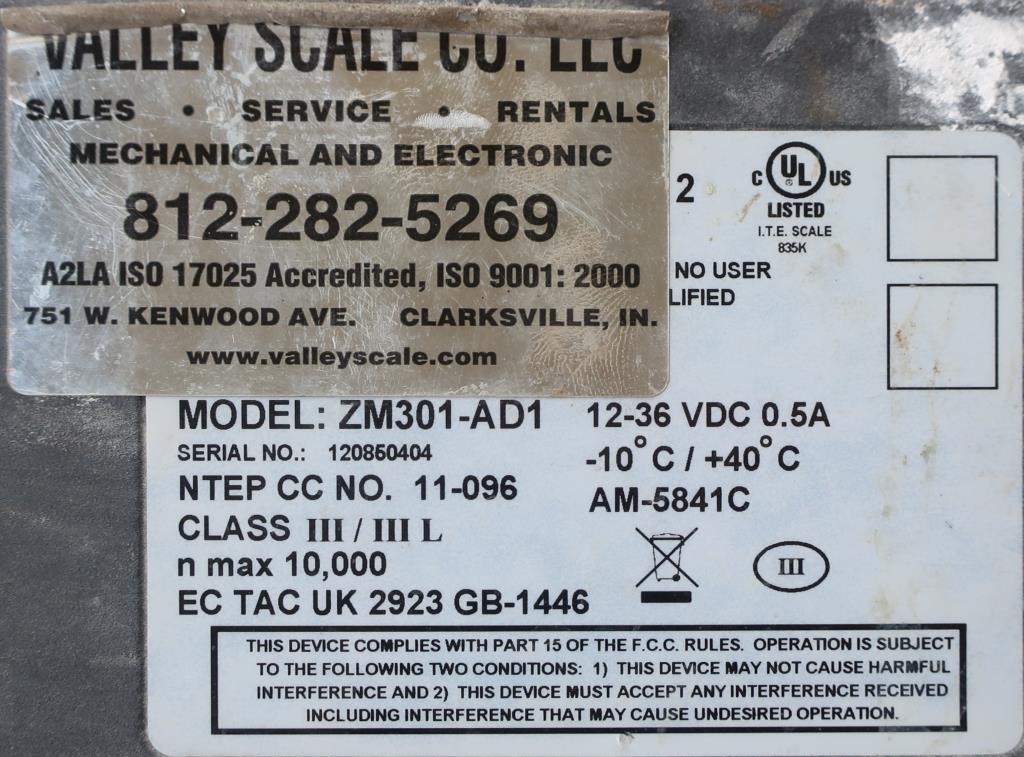 VALLEY SCALE CO. LLC
SALES • SERVICE • RENTALS
MECHANICAL AND ELECTRONIC
812-282-5269
A2LA ISO 17025 Accredited, ISO 9001: 2000
751 W. KENWOOD AVE. CLARKSVILLE, IN.
www.valleyscale.com
2
C UL US
LISTED
I.T.E. SCALE
835K
NO USER
LIFIED
MODEL: ZM301-AD1 12-36 VDC 0.5A
SERIAL NO.: 120850404 -10°C / +40°C
NTEP CC NO. 11-096 AM-5841C
CLASS III / III L
n max 10,000 III
EC TAC UK 2923 GB-1446
THIS DEVICE COMPLIES WITH PART 15 OF THE F.C.C. RULES. OPERATION IS SUBJECT
TO THE FOLLOWING TWO CONDITIONS: 1) THIS DEVICE MAY NOT CAUSE HARMFUL
INTERFERENCE AND 2) THIS DEVICE MUST ACCEPT ANY INTERFERENCE RECEIVED
INCLUDING INTERFERENCE THAT MAY CAUSE UNDESIRED OPERATION.